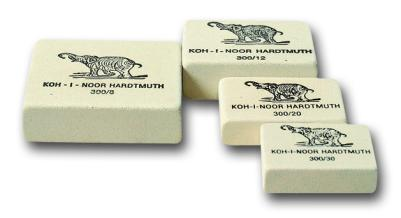 KOH-I-NOOR HARDTMUTH
300/12
KOH-I-NOOR HARDTMUTH
300/8
KOH-I-NOOR HARDTMUTH
300/20
KOH-I-NOOR HARDTMUTH
300/30